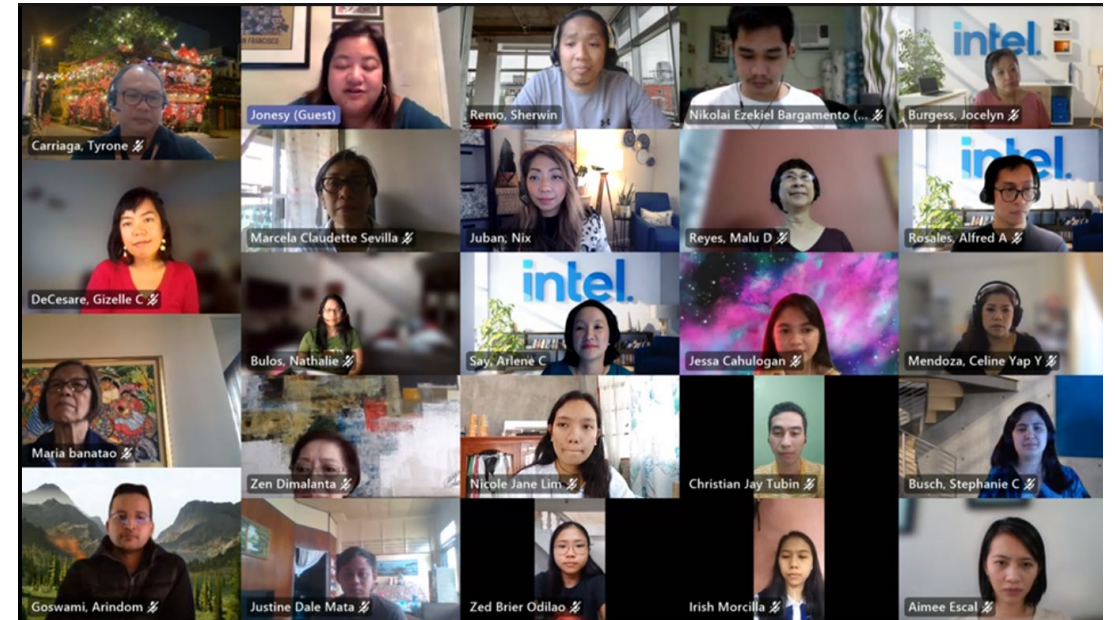 AN FRANCISCO
Carriaga, Tyrone
Jonesy (Guest)
Remo, Sherwin
Nikolai Ezekiel Bargamento (...
intel.
Burgess, Jocelyn
DeCesare, Gizelle C
Marcela Claudette Sevilla
Juban, Nix
Reyes, Malu D
intel.
Rosales, Alfred A
Bulos, Nathalie
intel.
Say, Arlene C
Jessa Cahulogan
Mendoza, Celine Yap Y
Maria banatao
Zen Dimalanta
Nicole Jane Lim
Christian Jay Tubin
Busch, Stephanie C
Goswami, Arindom
Justine Dale Mata
Zed Brier Odilao
Irish Morcilla
Aimee Escal